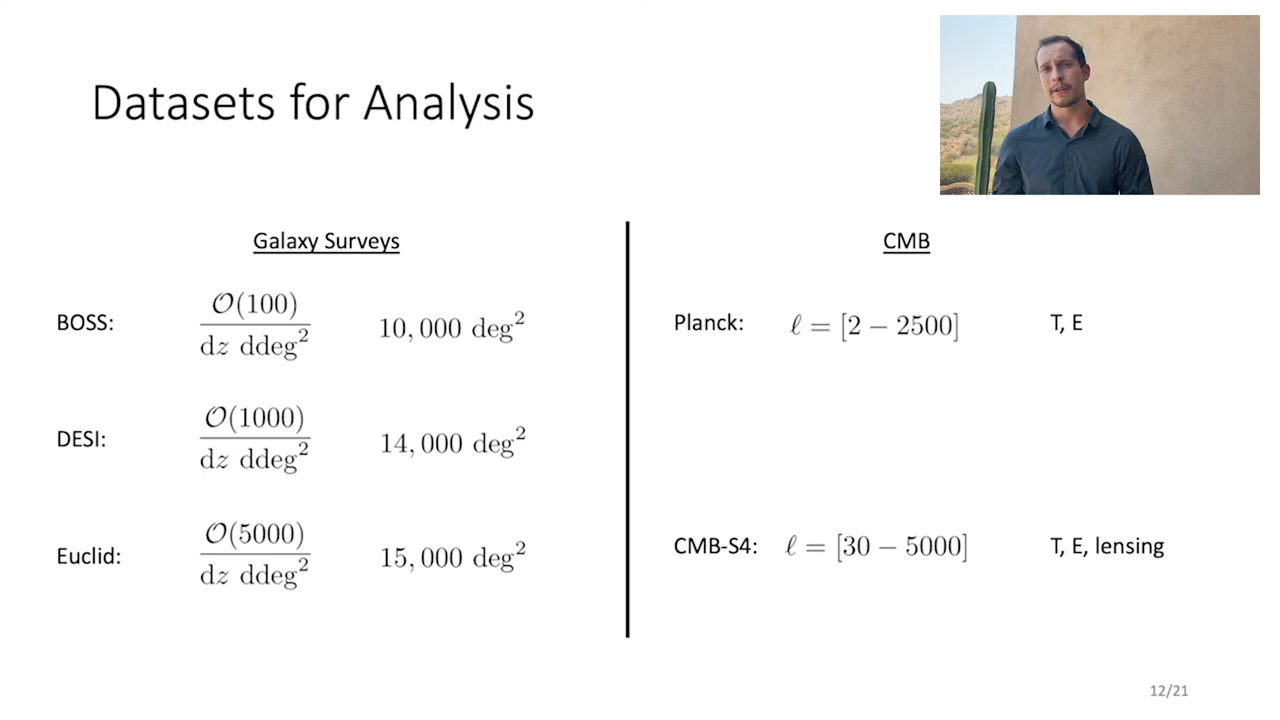 Datasets for Analysis
Galaxy Surveys
BOSS: 𝒪(100) / dz ddeg² 10,000 deg²
DESI: 𝒪(1000) / dz ddeg² 14,000 deg²
Euclid: 𝒪(5000) / dz ddeg² 15,000 deg²
CMB
Planck: ℓ = [2 − 2500] T, E
CMB-S4: ℓ = [30 − 5000] T, E, lensing
12/21